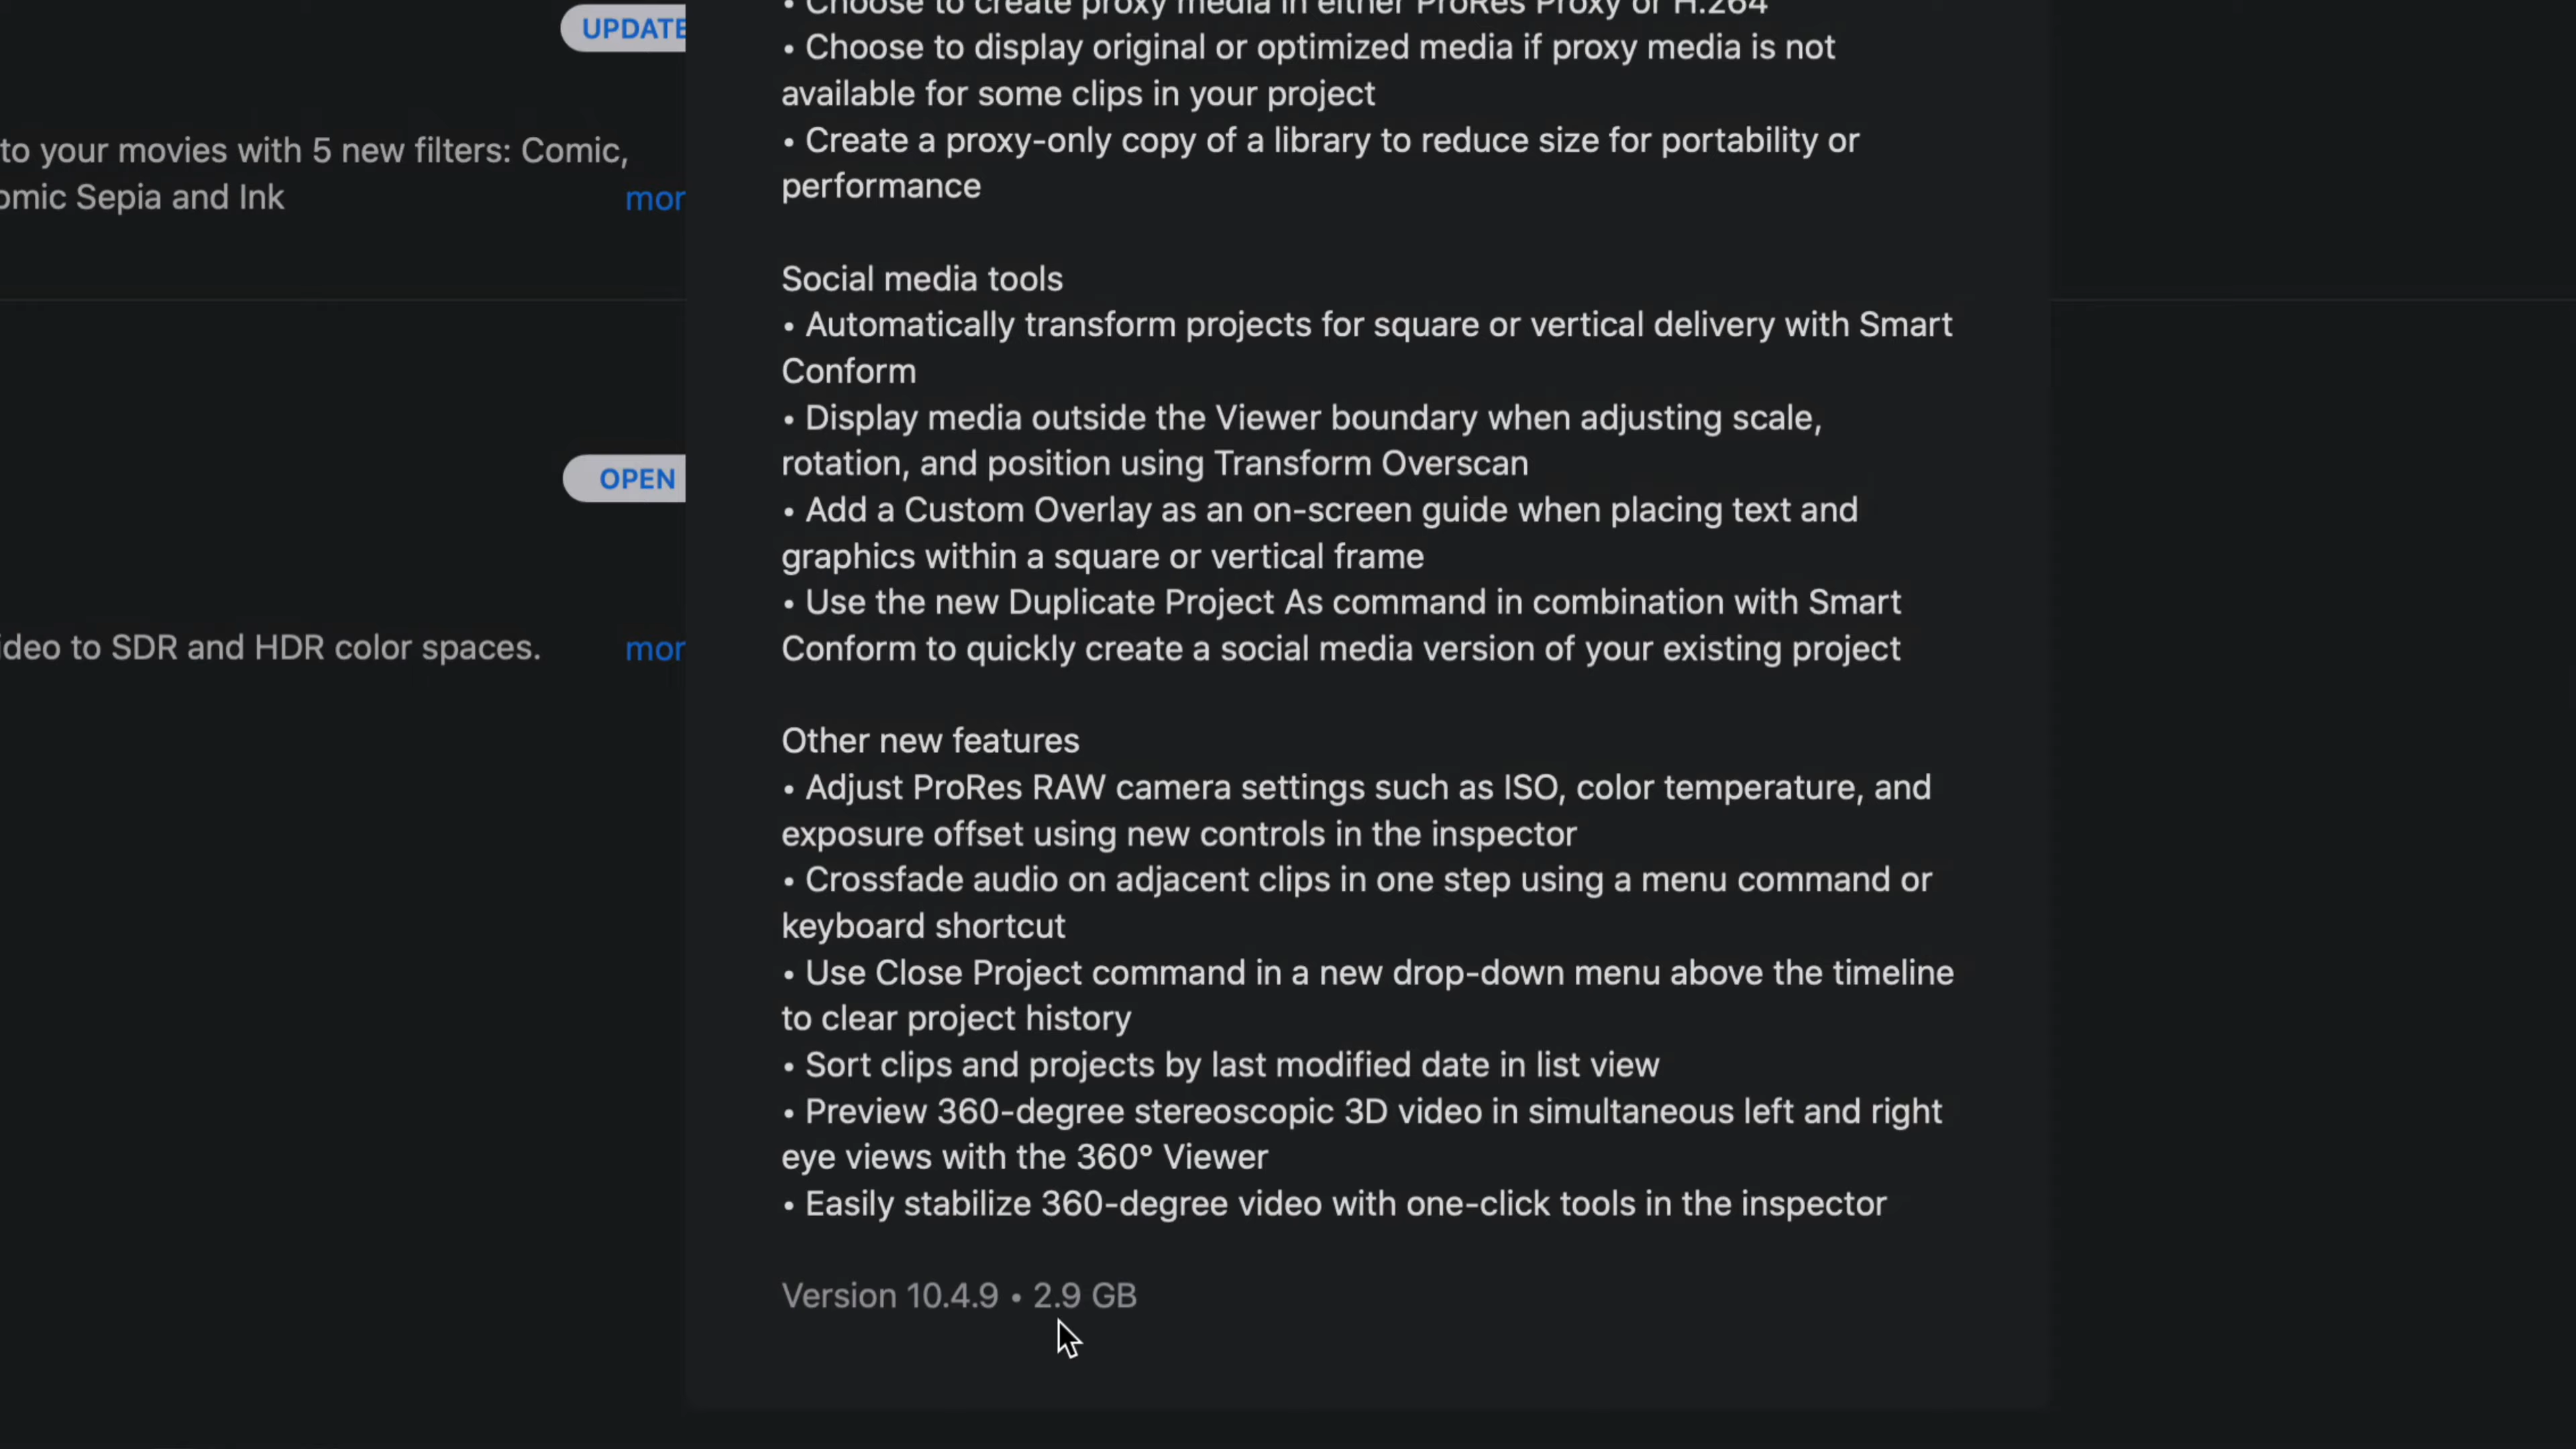 UPDATE
to your movies with 5 new filters: Comic,
omic Sepia and Ink
mor
OPEN
ideo to SDR and HDR color spaces.
mor
• Choose to create proxy media in either ProRes Proxy or H.264
• Choose to display original or optimized media if proxy media is not
available for some clips in your project
• Create a proxy-only copy of a library to reduce size for portability or
performance
Social media tools
• Automatically transform projects for square or vertical delivery with Smart
Conform
• Display media outside the Viewer boundary when adjusting scale,
rotation, and position using Transform Overscan
• Add a Custom Overlay as an on-screen guide when placing text and
graphics within a square or vertical frame
• Use the new Duplicate Project As command in combination with Smart
Conform to quickly create a social media version of your existing project
Other new features
• Adjust ProRes RAW camera settings such as ISO, color temperature, and
exposure offset using new controls in the inspector
• Crossfade audio on adjacent clips in one step using a menu command or
keyboard shortcut
• Use Close Project command in a new drop-down menu above the timeline
to clear project history
• Sort clips and projects by last modified date in list view
• Preview 360-degree stereoscopic 3D video in simultaneous left and right
eye views with the 360° Viewer
• Easily stabilize 360-degree video with one-click tools in the inspector
Version 10.4.9 • 2.9 GB